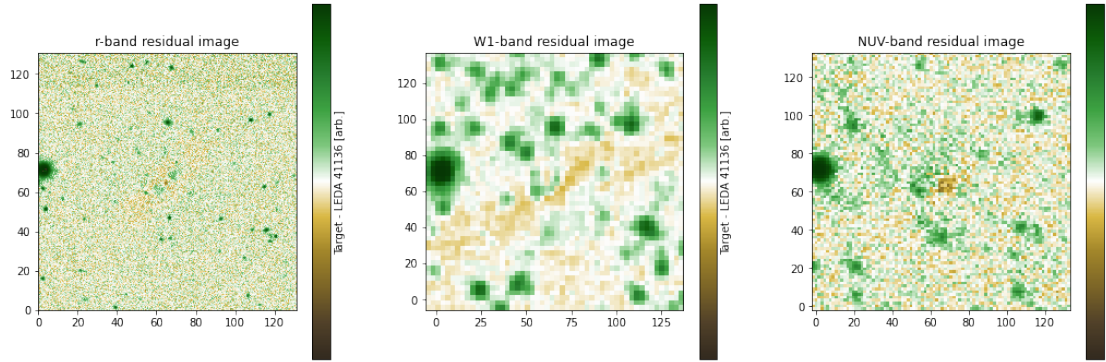 r-band residual image
W1-band residual image
NUV-band residual image
120
100
80
60
40
20
0
0 20 40 60 80 100 120
Target - LEDA 41136 [arb.]
120
100
80
60
40
20
0
0 25 50 75 100 125
Target - LEDA 41136 [arb.]
120
100
80
60
40
20
0
0 20 40 60 80 100 120